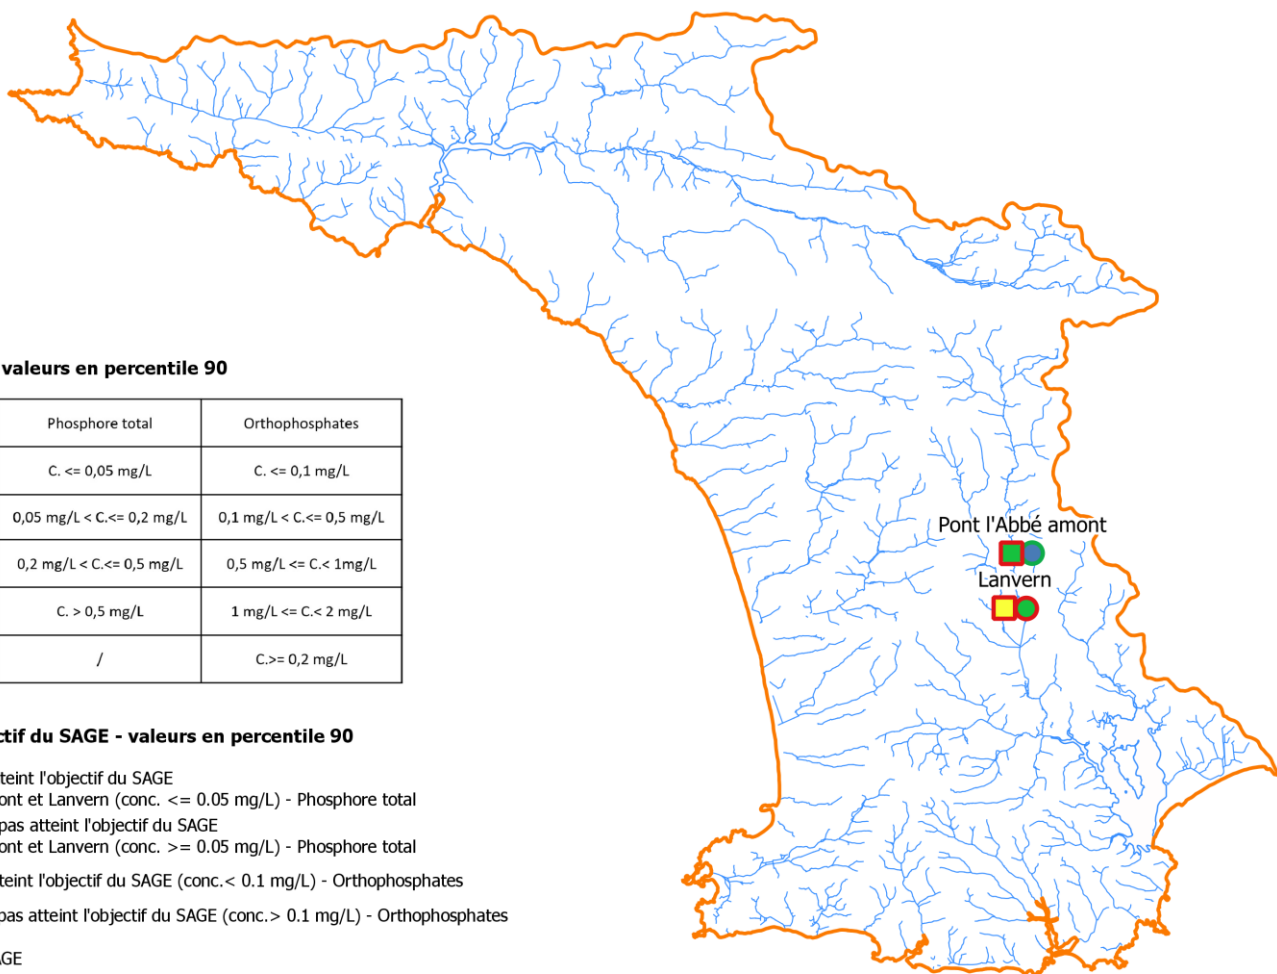 valeurs en percentile 90
Phosphore total Orthophosphates
C. <= 0,05 mg/L C. <= 0,1 mg/L
0,05 mg/L < C.<= 0,2 mg/L 0,1 mg/L < C.<= 0,5 mg/L
0,2 mg/L < C.<= 0,5 mg/L 0,5 mg/L <= C.< 1mg/L
C. > 0,5 mg/L 1 mg/L <= C.< 2 mg/L
/ C.>= 0,2 mg/L
Pont l'Abbé amont
Lanvern
ctif du SAGE - valeurs en percentile 90
tteint l'objectif du SAGE
ont et Lanvern (conc. <= 0.05 mg/L) - Phosphore total
pas atteint l'objectif du SAGE
ont et Lanvern (conc. >= 0.05 mg/L) - Phosphore total
tteint l'objectif du SAGE (conc.< 0.1 mg/L) - Orthophosphates
pas atteint l'objectif du SAGE (conc.> 0.1 mg/L) - Orthophosphates
AGE